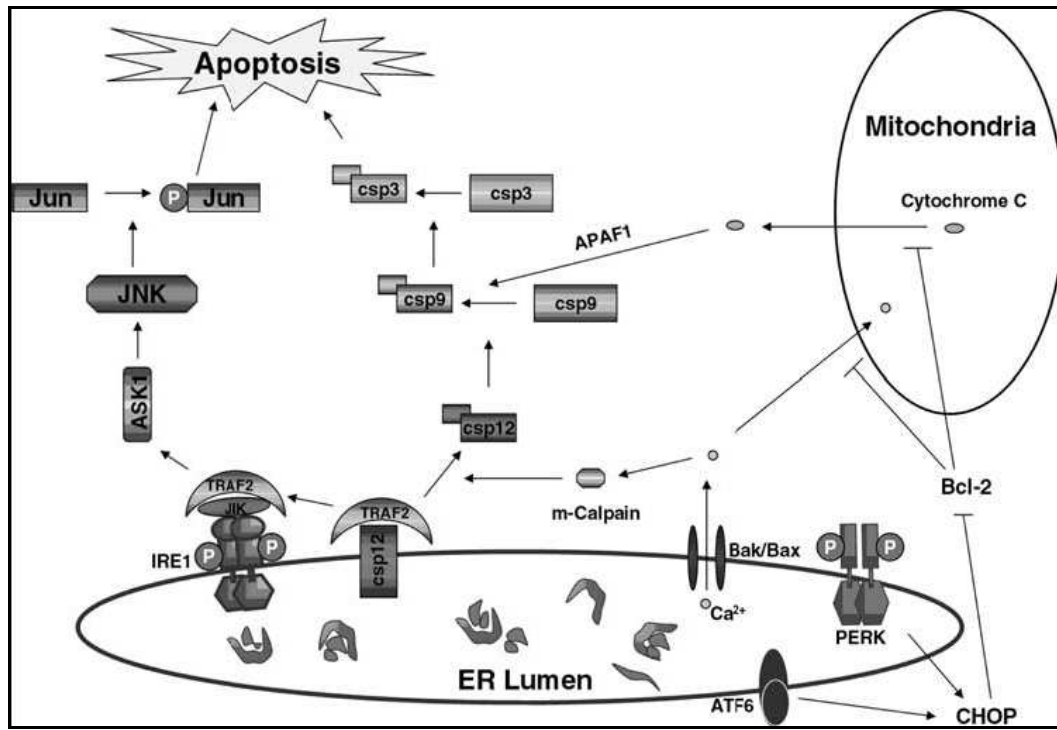 Apoptosis
Mitochondria
Jun
P
Jun
csp3
csp3
Cytochrome C
APAF1
JNK
csp9
csp9
ASK1
csp12
TRAF2
JIK
TRAF2
m-Calpain
Bcl-2
IRE1
P
P
csp12
Bak/Bax
P
P
Ca2+
PERK
ER Lumen
ATF6
CHOP